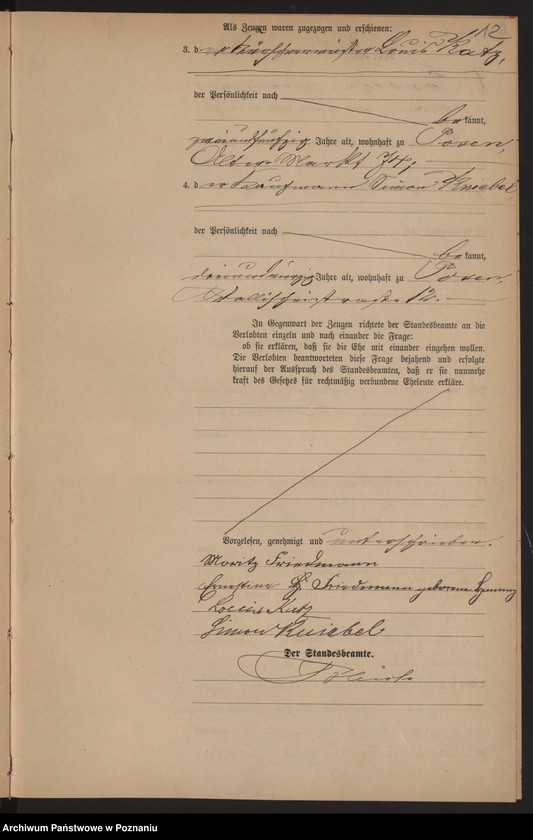 12
Als Zeugen waren zugezogen und erschienen:
3. der Kürschnermeister Louis Katz,
der Persönlichkeit nach
bekannt,
Jahre alt, wohnhaft zu Posen,
Alter Markt
4. der Kaufmann Simon Kniebel,
der Persönlichkeit nach
bekannt,
Jahre alt, wohnhaft zu Posen,
12.
In Gegenwart der Zeugen richtete der Standesbeamte an die
Verlobten einzeln und nach einander die Frage:
ob sie erklären, daß sie die Ehe mit einander eingehen wollen.
Die Verlobten beantworteten diese Frage bejahend und erfolgte
hierauf der Ausspruch des Standesbeamten, daß er sie nunmehr
kraft des Gesetzes für rechtmäßig verbundene Eheleute erkläre.
Vorgelesen, genehmigt und unterschrieben.
Moritz Friedmann
Ernestine Friedmann geborene
Louis Katz
Simon Kniebel
Der Standesbeamte.
Archiwum Państwowe w Poznaniu